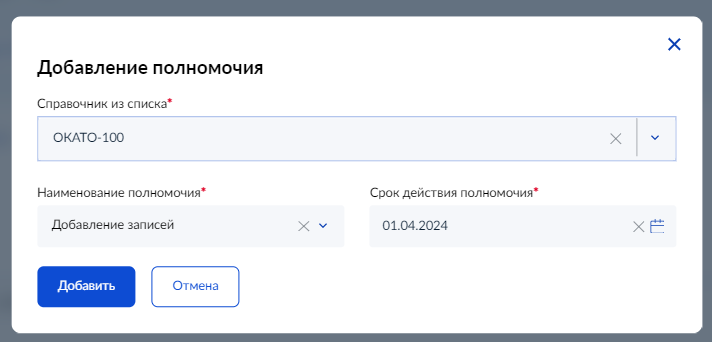 Добавление полномочия
Справочник из списка*
ОКАТО-100
Наименование полномочия* Срок действия полномочия*
Добавление записей 01.04.2024
Добавить Отмена